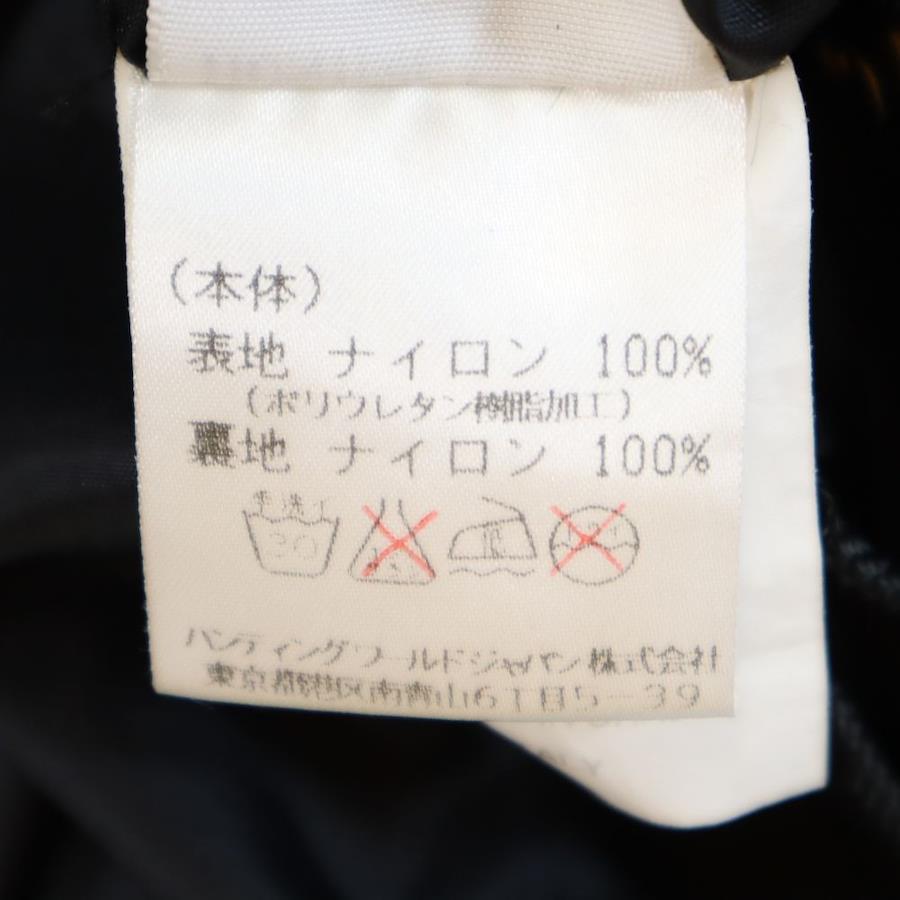 (本体)
表地 ナイロン 100%
(ポリウレタン樹脂加工)
裏地 ナイロン 100%
手洗イ
30
ハンティングワールドジャパン株式会社
東京都港区南青山6丁目5-39